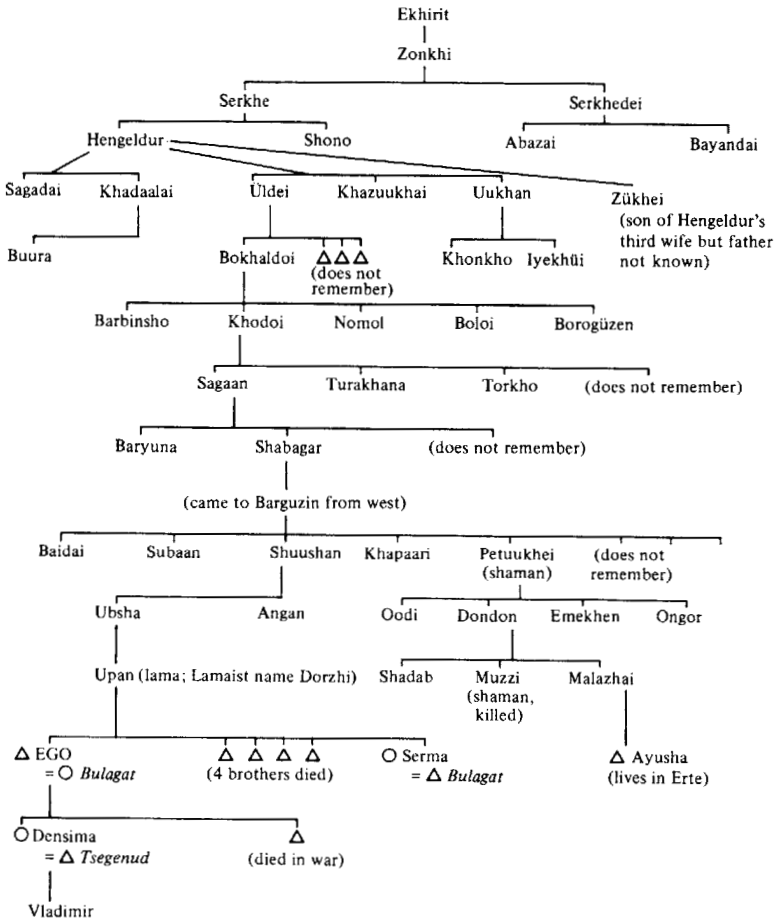 Ekhirit
Zonkhi
Serkhe Serkhedei
Hengeldur Shono Abazai Bayandai
Sagadai Khadaalai Üldei Khazuukhai Uukhan Zükhei
(son of Hengeldur's
third wife but father
not known)
Buura Bokhaldoi (does not
remember) Khonkho Iyekhüi
Barbinsho Khodoi Nomol Boloi Borogüzen
Sagaan Turakhana Torkho (does not remember)
Baryuna Shabagar (does not remember)
(came to Barguzin from west)
Baidai Subaan Shuushan Khapaari Petuukhei (does not
(shaman) remember)
Ubsha Angan Oodi Dondon Emekhen Ongor
Upan (lama; Lamaist name Dorzhi) Shadab Muzzi Malazhai
(shaman,
killed)
EGO (4 brothers died) Serma Ayusha
= Bulagat = Bulagat (lives in Erte)
Densima (died in war)
= Tsegenud
Vladimir